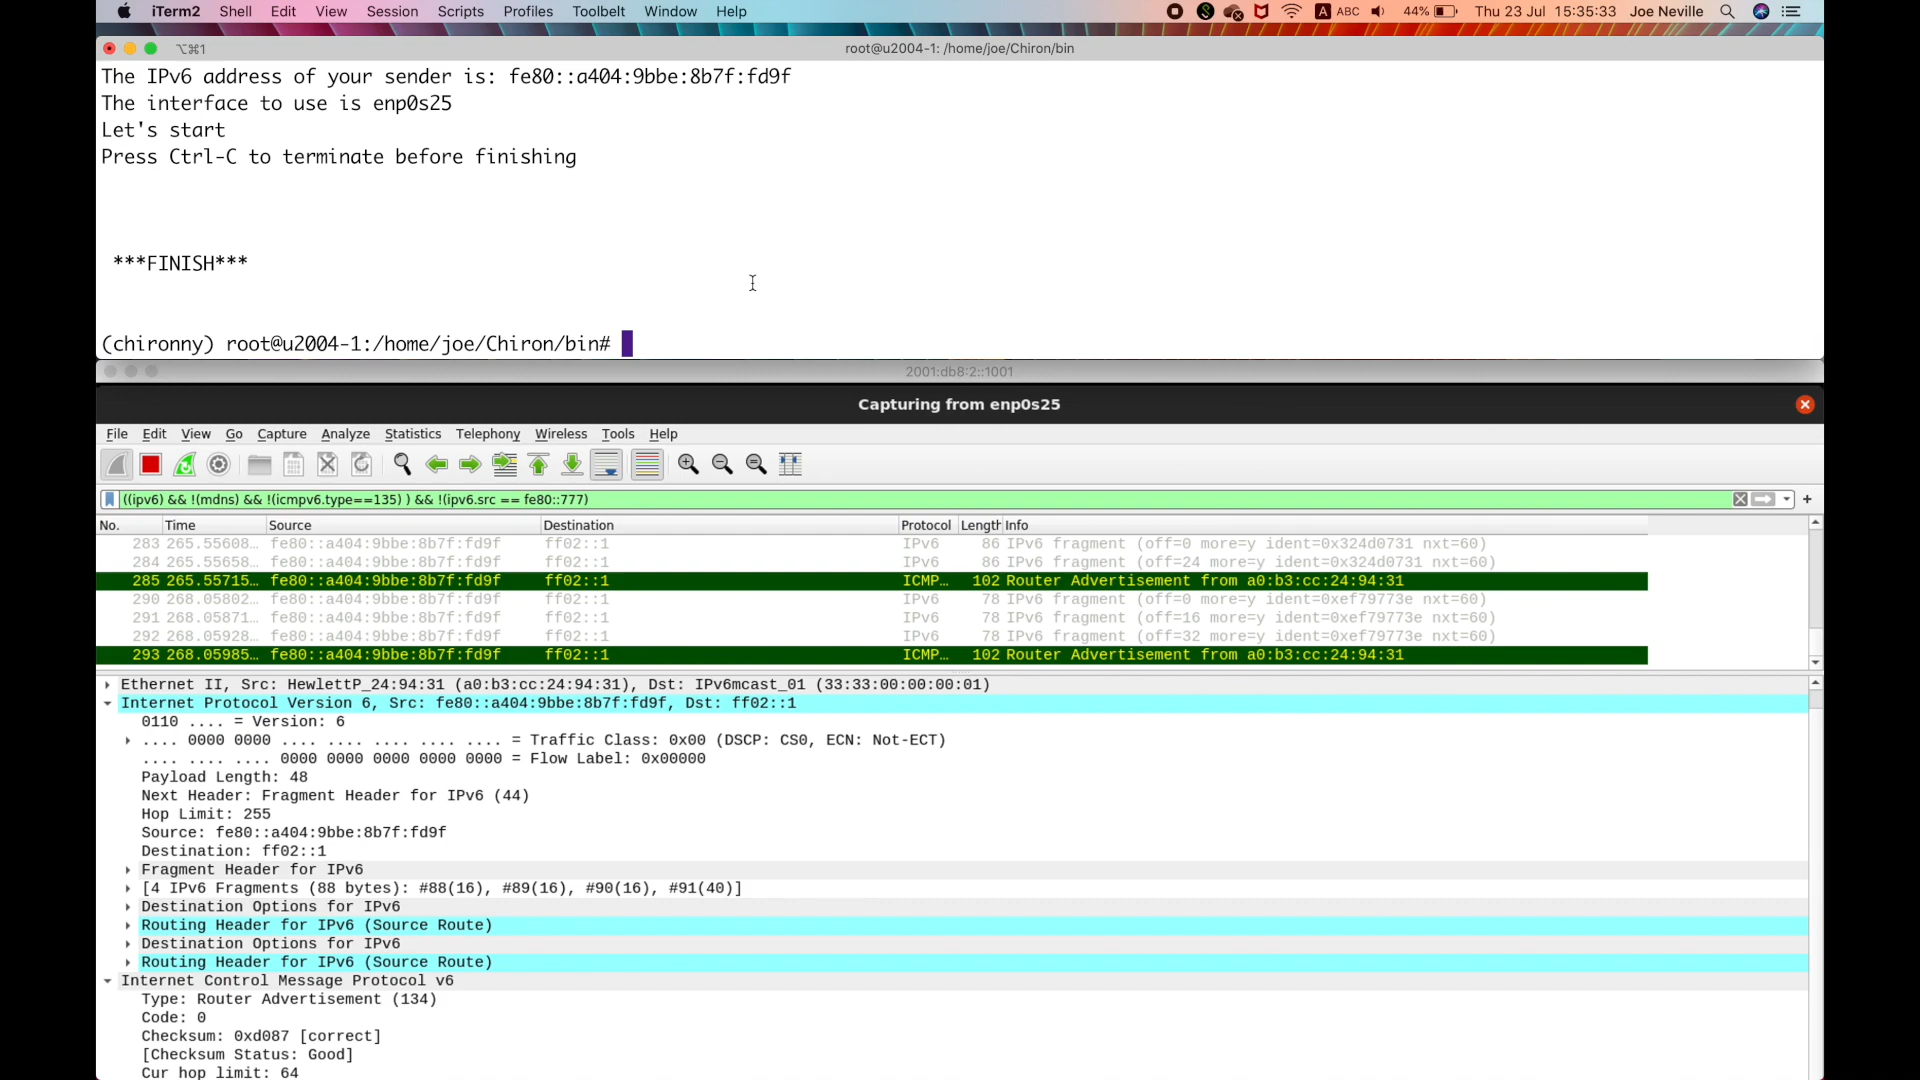 iTerm2 Shell Edit View Session Scripts Profiles Toolbelt Window Help A ABC 44% Thu 23 Jul 15:35:33 Joe Neville
⌥⌘1 root@u2004-1: /home/joe/Chiron/bin
The IPv6 address of your sender is: fe80::a404:9bbe:8b7f:fd9f
The interface to use is enp0s25
Let's start
Press Ctrl-C to terminate before finishing
***FINISH***
(chironny) root@u2004-1:/home/joe/Chiron/bin#
2001:db8:2::1001
Capturing from enp0s25
File Edit View Go Capture Analyze Statistics Telephony Wireless Tools Help
((ipv6) && !(mdns) && !(icmpv6.type==135) ) && !(ipv6.src == fe80::777)
No. Time Source Destination Protocol Length Info
283 265.55608… fe80::a404:9bbe:8b7f:fd9f ff02::1 IPv6 86 IPv6 fragment (off=0 more=y ident=0x324d0731 nxt=60)
284 265.55658… fe80::a404:9bbe:8b7f:fd9f ff02::1 IPv6 86 IPv6 fragment (off=24 more=y ident=0x324d0731 nxt=60)
285 265.55715… fe80::a404:9bbe:8b7f:fd9f ff02::1 ICMP… 102 Router Advertisement from a0:b3:cc:24:94:31
290 268.05802… fe80::a404:9bbe:8b7f:fd9f ff02::1 IPv6 78 IPv6 fragment (off=0 more=y ident=0xef79773e nxt=60)
291 268.05871… fe80::a404:9bbe:8b7f:fd9f ff02::1 IPv6 78 IPv6 fragment (off=16 more=y ident=0xef79773e nxt=60)
292 268.05928… fe80::a404:9bbe:8b7f:fd9f ff02::1 IPv6 78 IPv6 fragment (off=32 more=y ident=0xef79773e nxt=60)
293 268.05985… fe80::a404:9bbe:8b7f:fd9f ff02::1 ICMP… 102 Router Advertisement from a0:b3:cc:24:94:31
Ethernet II, Src: HewlettP_24:94:31 (a0:b3:cc:24:94:31), Dst: IPv6mcast_01 (33:33:00:00:00:01)
Internet Protocol Version 6, Src: fe80::a404:9bbe:8b7f:fd9f, Dst: ff02::1
0110 .... = Version: 6
.... 0000 0000 .... .... .... .... .... = Traffic Class: 0x00 (DSCP: CS0, ECN: Not-ECT)
.... .... .... 0000 0000 0000 0000 0000 = Flow Label: 0x00000
Payload Length: 48
Next Header: Fragment Header for IPv6 (44)
Hop Limit: 255
Source: fe80::a404:9bbe:8b7f:fd9f
Destination: ff02::1
Fragment Header for IPv6
[4 IPv6 Fragments (88 bytes): #88(16), #89(16), #90(16), #91(40)]
Destination Options for IPv6
Routing Header for IPv6 (Source Route)
Destination Options for IPv6
Routing Header for IPv6 (Source Route)
Internet Control Message Protocol v6
Type: Router Advertisement (134)
Code: 0
Checksum: 0xd087 [correct]
[Checksum Status: Good]
Cur hop limit: 64